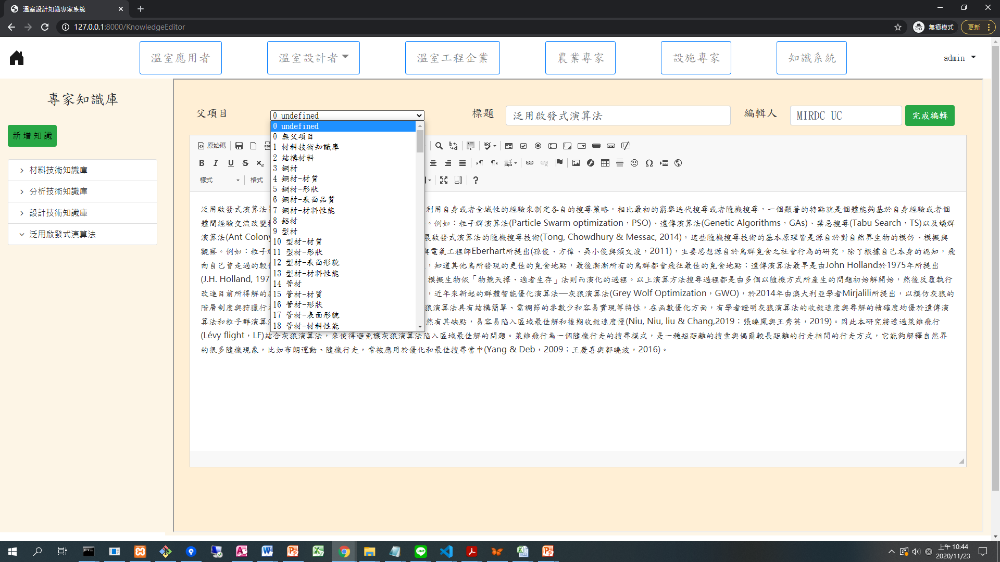 溫室設計知識專家系統
127.0.0.1:8000/KnowledgeEditor
無痕模式
更新
溫室應用者
溫室設計者
溫室工程企業
農業專家
設施專家
知識系統
admin
專家知識庫
新增知識
材料技術知識庫
分析技術知識庫
設計技術知識庫
泛用啟發式演算法
父項目
0 undefined
標題
泛用啟發式演算法
編輯人
MIRDC UC
完成編輯
0 undefined
0 無父項目
1 材料技術知識庫
2 結構材料
3 鋼材
4 鋼材-材質
5 鋼材-形狀
6 鋼材-表面品質
7 鋼材-材料性能
8 鋁材
9 型材
10 型材-材質
11 型材-形狀
12 型材-表面形貌
13 型材-材料性能
14 管材
15 管材-材質
16 管材-形狀
17 管材-表面形貌
18 管材-材料性能
原始碼
樣式
格式
泛用啟發式演算法 利用自身或者全域性的經驗來制定各自的搜尋策略。相比最初的窮舉迭代搜尋或者隨機搜尋，一個顯著的特點就是個體能夠基於自身經驗或者個
體間經驗交流改變 。例如：粒子群演算法(Particle Swarm optimization，PSO)、遺傳演算法(Genetic Algorithms，GAs)、禁忌搜尋(Tabu Search，TS)以及蟻群
演算法(Ant Colony 展啟發式演算法的隨機搜尋技術(Tong, Chowdhury & Messac, 2014)。這些隨機搜尋技術的基本原理皆是源自於對自然界生物的模仿、模擬與
觀察。例如：粒子群 與電氣工程師Eberhart所提出(孫俊、方偉、吳小俊與須文波，2011)，主要思想源自於鳥群覓食之社會行為的研究，除了根據自己本身的認知，飛
向自己曾走過的較 ，知道其他鳥所發現的更佳的覓食地點，最後漸漸所有的鳥群都會飛往最佳的覓食地點；遺傳演算法最早是由John Holland於1975年所提出
(J.H. Holland, 197 模擬生物依「物競天擇、適者生存」法則而演化的過程。以上演算方法搜尋過程都是由多個以隨機方式所產生的問題初始解開始，然後反覆執行
改進目前所得解的 ，近年來新起的群體智能優化演算法—灰狼演算法(Grey Wolf Optimization，GWO)，於2014年由澳大利亞學者Mirjalili所提出，以模仿灰狼的
階層制度與狩獵行 狼演算法具有結構簡單、需調節的參數少和容易實現等特性，在函數優化方面，有學者證明灰狼演算法的收斂速度與尋解的精確度均優於遺傳演
算法和粒子群演算 然有其缺點，易容易陷入區域最佳解和後期收斂速度慢(Niu, Niu, liu & Chang,2019；張曉鳳與王秀英，2019)。因此本研究將透過萊維飛行
(Lévy flight，LF)結合灰狼演算法，來使得避免讓灰狼演算法陷入區域最佳解的問題。萊維飛行為一個隨機行走的搜尋模式，是一種短距離的搜索與偶爾較長距離的行走相間的行走方式，它能夠解釋自然界
的很多隨機現象，比如布朗運動、隨機行走，常被應用於優化和最佳搜尋當中(Yang & Deb，2009；王慶喜與郭曉波，2016)。
上午 10:44
2020/11/23